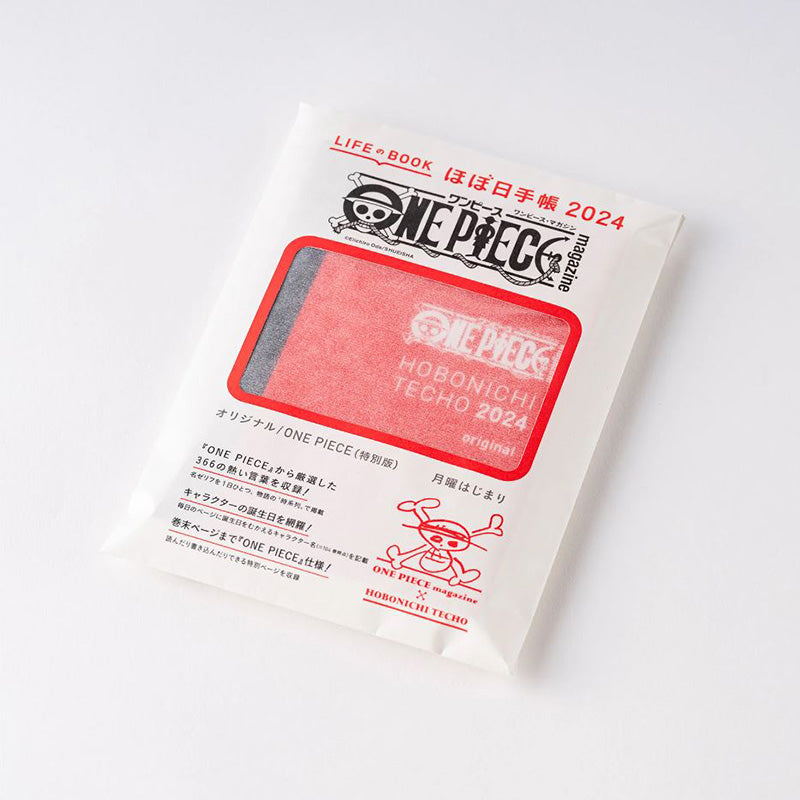 LIFEのBOOK ほぼ日手帳 2024
ワンピース ワンピース・マガジン
ONE PIECE magazine
©Eiichiro Oda/SHUEISHA
ONE PIECE
HOBONICHI
TECHO 2024
original
オリジナル/ONE PIECE(特別版) 月曜はじまり
『ONE PIECE』から厳選した
366の熱い言葉を収録!
名ゼリフを1日ひとつ、物語の「時系列」で掲載
キャラクターの誕生日を網羅!
毎日のページに誕生日をむかえるキャラクター名(※104巻時点)を記載
巻末ページまで『ONE PIECE』仕様!
読んだり書き込んだりできる特別ページを収録
ONE PIECE magazine
×
HOBONICHI TECHO